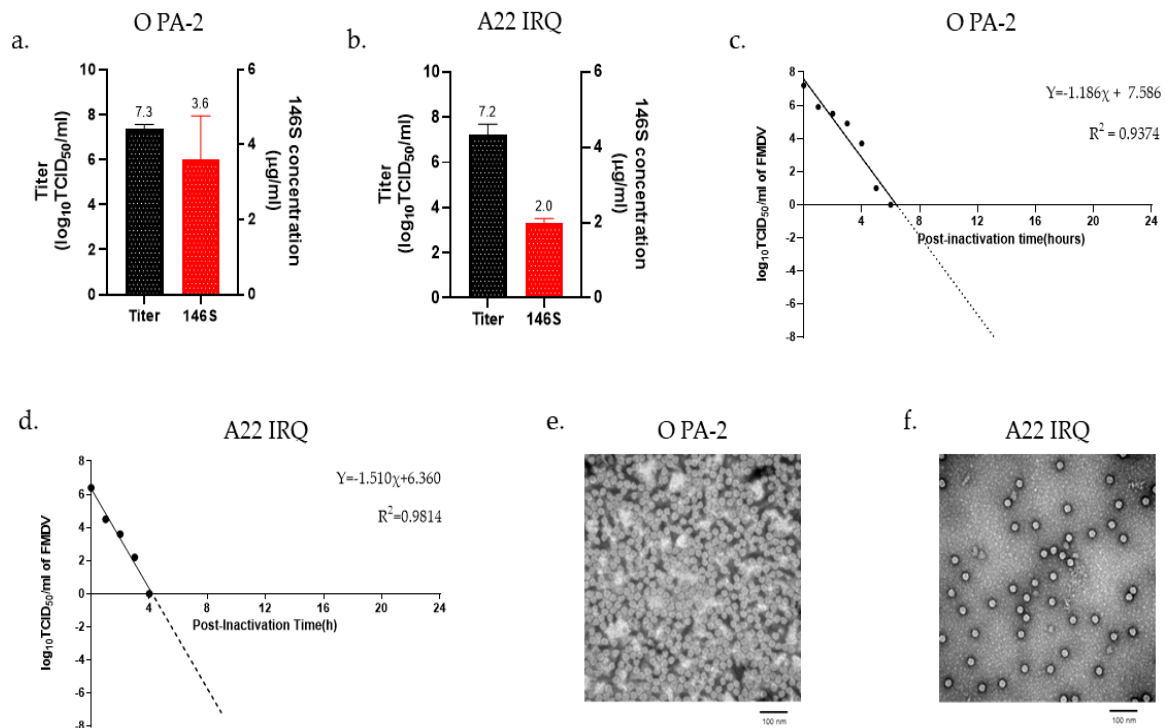 a.
O PA-2
10
8
6
4
2
0
Titer
(log10TCID50/ml)
7.3
3.6
6
4
2
0
146S concentration
(µg/ml)
Titer 146S
b.
A22 IRQ
10
8
6
4
2
0
Titer
(log10TCID50/ml)
7.2
2.0
6
4
2
0
146S concentration
(µg/ml)
Titer 146S
c.
O PA-2
log10TCID50/ml of FMDV
8
6
4
2
0
-2
-4
-6
-8
Y=-1.186χ + 7.586
R2 = 0.9374
4 8 12 16 20 24
Post-inactivation time(hours)
d.
A22 IRQ
log10TCID50/ml of FMDV
8
6
4
2
0
-2
-4
-6
-8
Y=-1.510χ+6.360
R2=0.9814
4 8 12 16 20 24
Post-Inactivation Time(h)
e.
O PA-2
100 nm
f.
A22 IRQ
100 nm